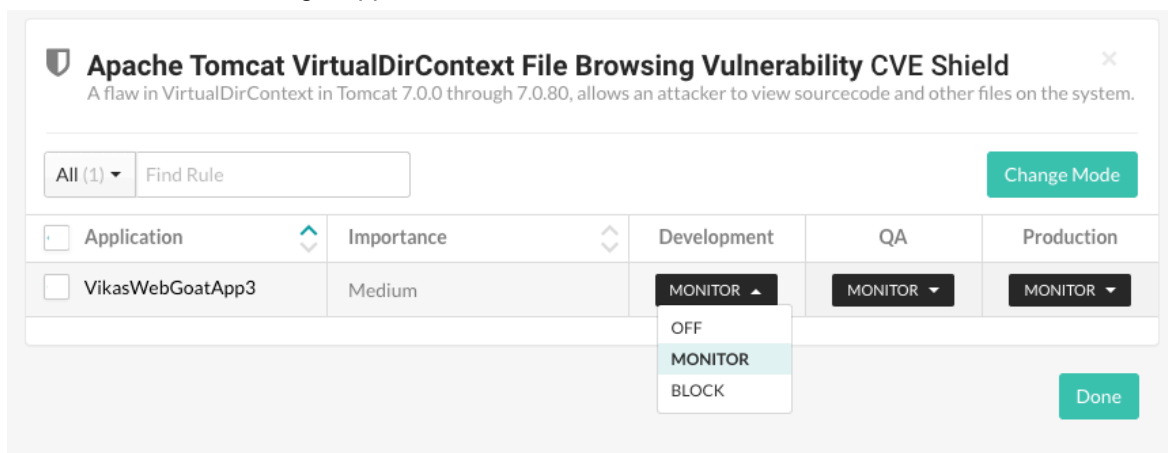 Apache Tomcat VirtualDirContext File Browsing Vulnerability CVE Shield
A flaw in VirtualDirContext in Tomcat 7.0.0 through 7.0.80, allows an attacker to view sourcecode and other files on the system.
All (1) Find Rule Change Mode
Application Importance Development QA Production
VikasWebGoatApp3 Medium MONITOR MONITOR MONITOR
OFF
MONITOR
BLOCK
Done